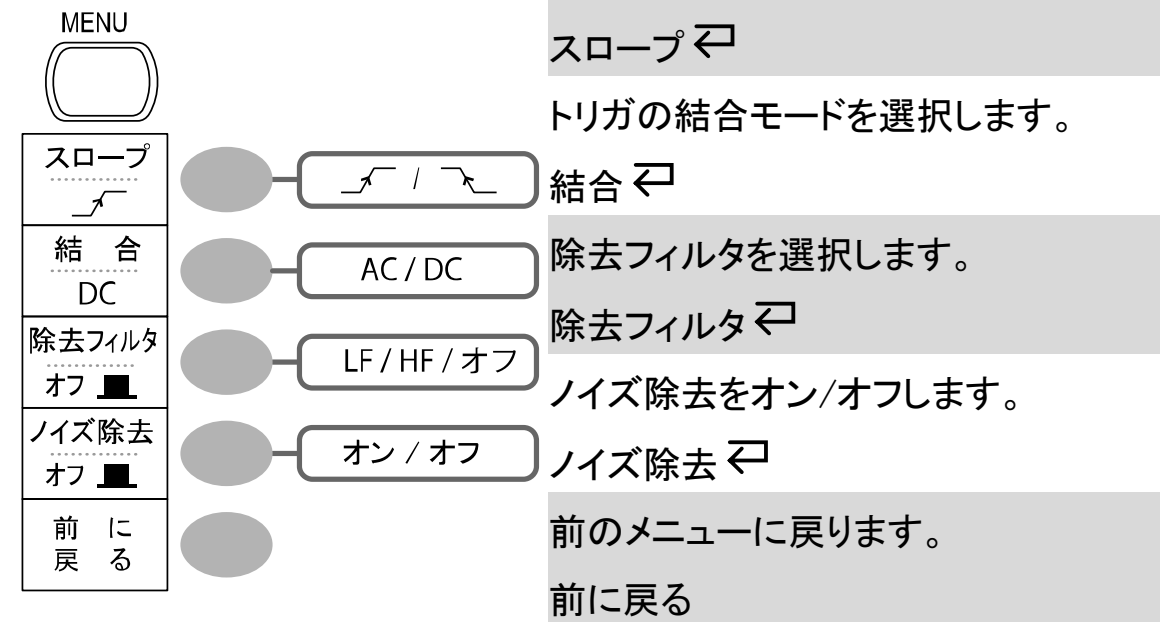 MENU
スロープ
結 合
DC
除去フィルタ
オフ
ノイズ除去
オフ
前 に
戻 る
/
AC / DC
LF / HF / オフ
オン / オフ
スロープ
トリガの結合モードを選択します。
結合
除去フィルタを選択します。
除去フィルタ
ノイズ除去をオン/オフします。
ノイズ除去
前のメニューに戻ります。
前に戻る